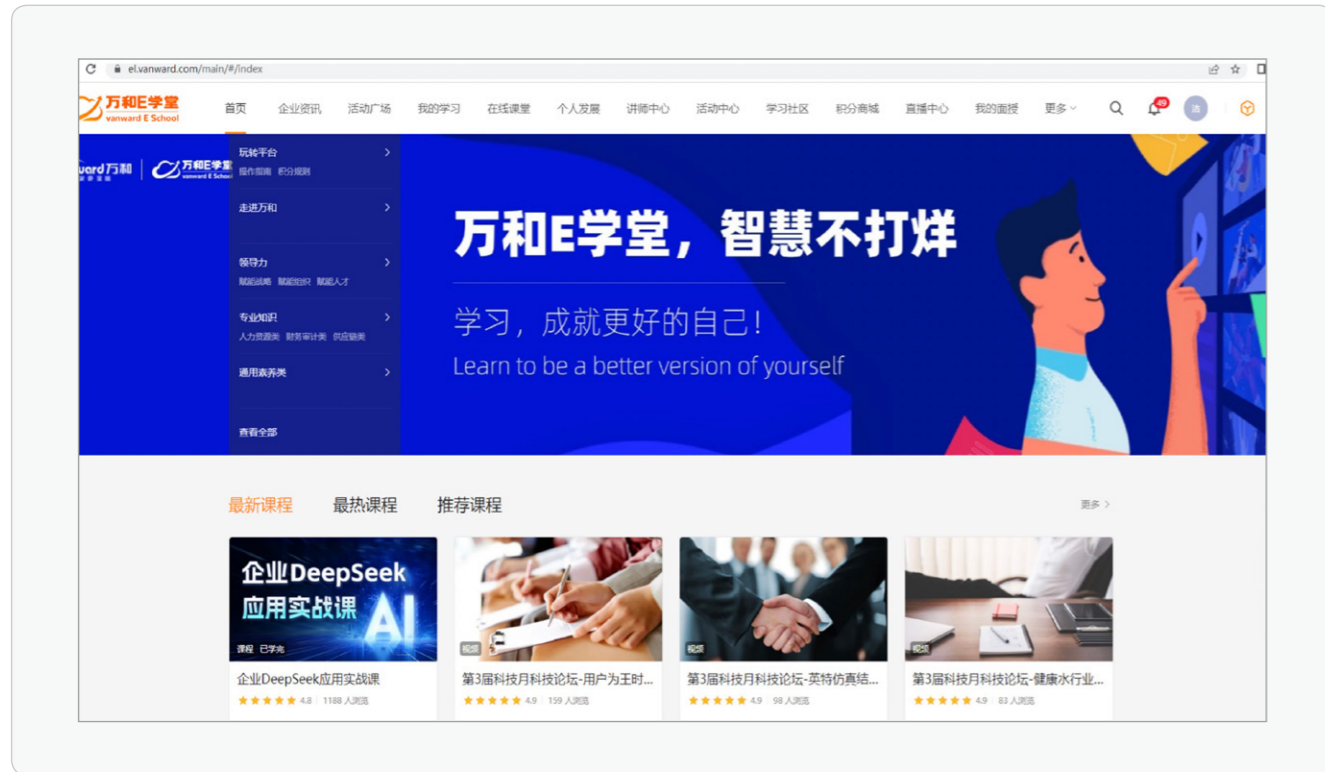 el.vanward.com/main/#/index
万和E学堂
vanward E School
首页 企业资讯 活动广场 我的学习 在线课堂 个人发展 讲师中心 活动中心 学习社区 积分商城 直播中心 我的面授 更多
49
万和E学堂
vanward E School
玩转平台
操作指南 积分规则
走进万和
领导力
赋能战略 赋能组织 赋能人才
专业知识
人力资源类 财务审计类 供应链类
通用素养类
查看全部
万和E学堂，智慧不打烊
学习，成就更好的自己！
Learn to be a better version of yourself
最新课程 最热课程 推荐课程 更多
企业DeepSeek
应用实战课 AI
课程 已学完
视频
视频
视频
企业DeepSeek应用实战课
4.8 1188 人浏览
第3届科技月科技论坛-用户为王时...
4.9 159 人浏览
第3届科技月科技论坛-英特仿真结...
4.9 98 人浏览
第3届科技月科技论坛-健康水行业...
4.9 83 人浏览